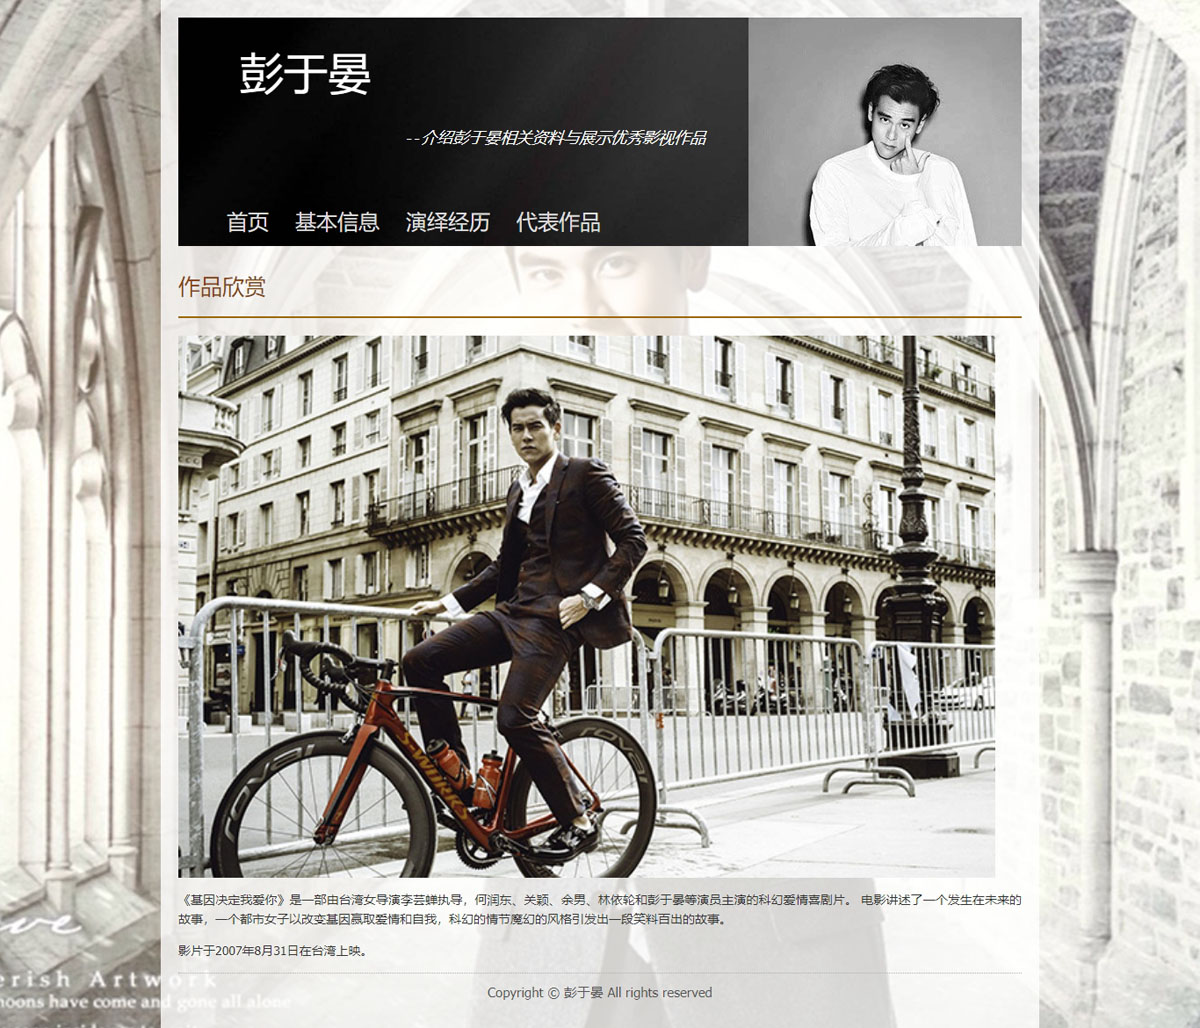 彭于晏
--介绍彭于晏相关资料与展示优秀影视作品
首页 基本信息 演绎经历 代表作品
作品欣赏
ROVAL
S-WORKS
ROVAL
《基因决定我爱你》是一部由台湾女导演李芸蝉执导，何润东、关颖、余男、林依轮和彭于晏等演员主演的科幻爱情喜剧片。 电影讲述了一个发生在未来的
故事，一个都市女子以改变基因赢取爱情和自我，科幻的情节魔幻的风格引发出一段笑料百出的故事。
影片于2007年8月31日在台湾上映。
Copyright © 彭于晏 All rights reserved
ve
erish Artwork
noons have come and gone all alone